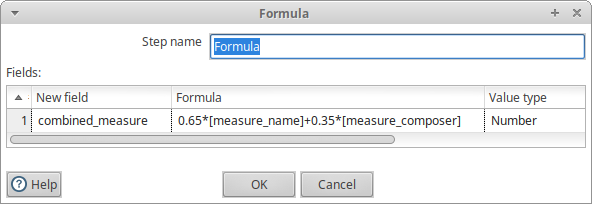 Formula
Step name
Formula
Fields:
New field Formula Value type
1 combined_measure 0.65*[measure_name]+0.35*[measure_composer] Number
Help OK Cancel